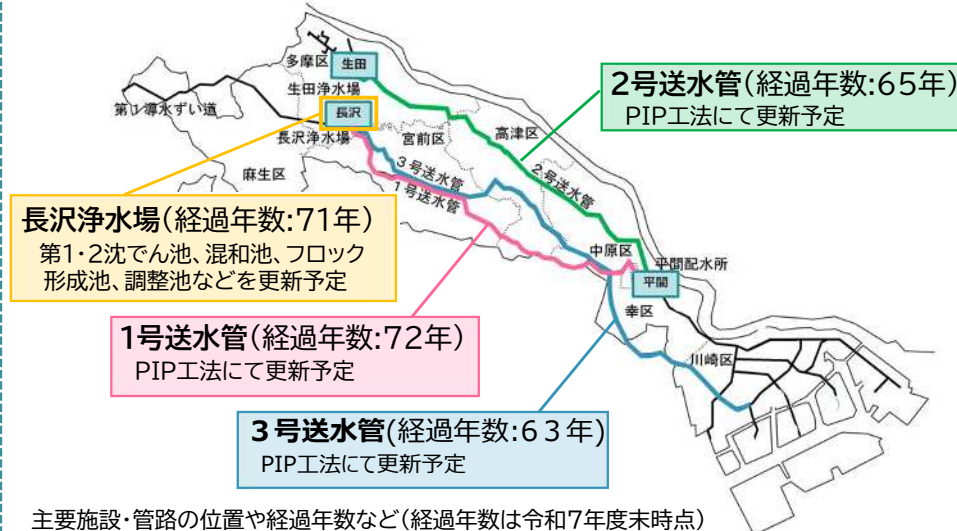 多摩区
生田
生田浄水場
第1導水ずい道
長沢
長沢浄水場
麻生区
宮前区
高津区
3号送水管
1号送水管
2号送水管
中原区
平間配水所
平間
幸区
川崎区
2号送水管(経過年数:65年)
PIP工法にて更新予定
長沢浄水場(経過年数:71年)
第1・2沈でん池、混和池、フロック
形成池、調整池などを更新予定
1号送水管(経過年数:72年)
PIP工法にて更新予定
3号送水管(経過年数:63年)
PIP工法にて更新予定
主要施設・管路の位置や経過年数など(経過年数は令和7年度末時点)